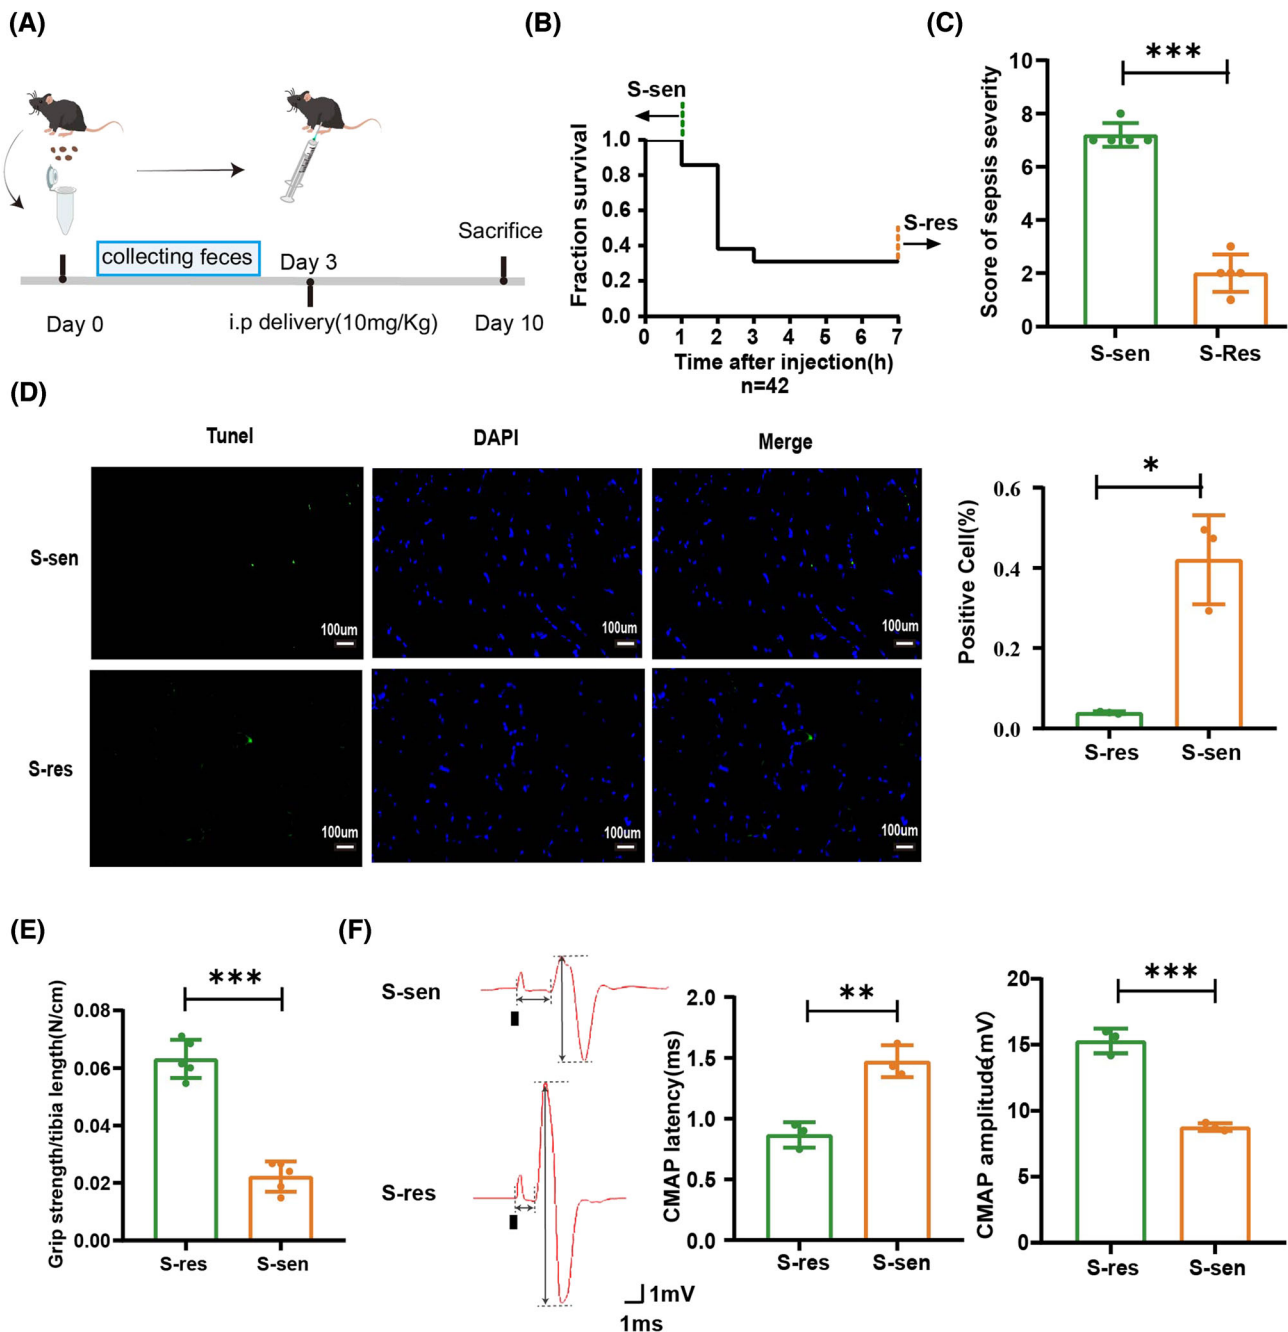 (A)
collecting feces
Day 3
Sacrifice
Day 0
i.p delivery(10mg/Kg)
Day 10
(B)
S-sen
S-res
Fraction survival
1.0
0.8
0.6
0.4
0.2
0.0
0 1 2 3 4 5 6 7
Time after injection(h)
n=42
(C)
***
Score of sepsis severity
10
8
6
4
2
0
S-sen S-Res
(D)
Tunel DAPI Merge
S-sen
100um 100um 100um
S-res
100um 100um 100um
*
Positive Cell(%)
0.6
0.4
0.2
0.0
S-res S-sen
(E)
***
Grip strength/tibia length(N/cm)
0.08
0.06
0.04
0.02
0.00
S-res S-sen
(F)
S-sen
S-res
1mV
1ms
**
CMAP latency(ms)
2.0
1.5
1.0
0.5
0.0
S-res S-sen
***
CMAP amplitude(mV)
20
15
10
5
0
S-res S-sen